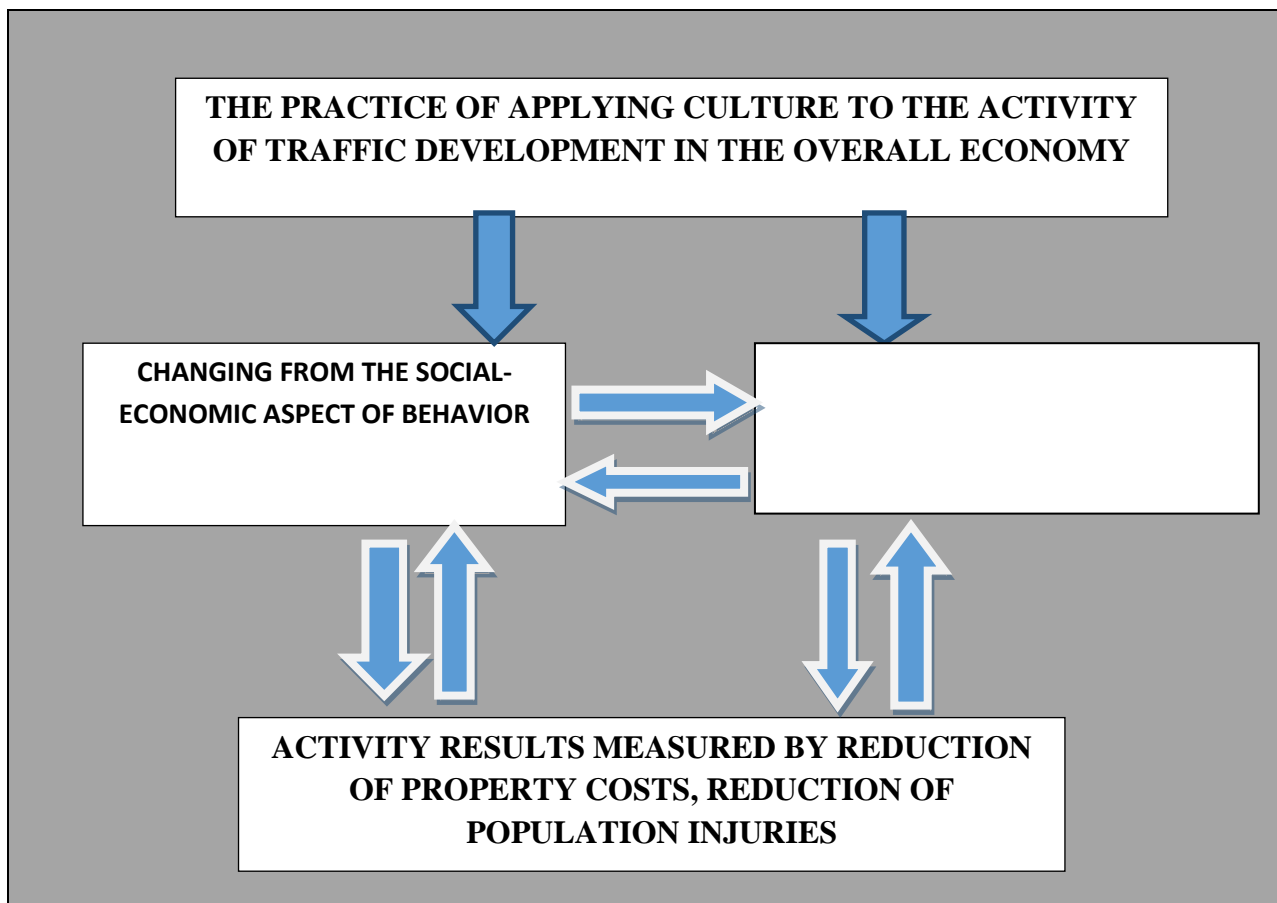 THE PRACTICE OF APPLYING CULTURE TO THE ACTIVITY
OF TRAFFIC DEVELOPMENT IN THE OVERALL ECONOMY
CHANGING FROM THE SOCIAL-
ECONOMIC ASPECT OF BEHAVIOR
ACTIVITY RESULTS MEASURED BY REDUCTION
OF PROPERTY COSTS, REDUCTION OF
POPULATION INJURIES